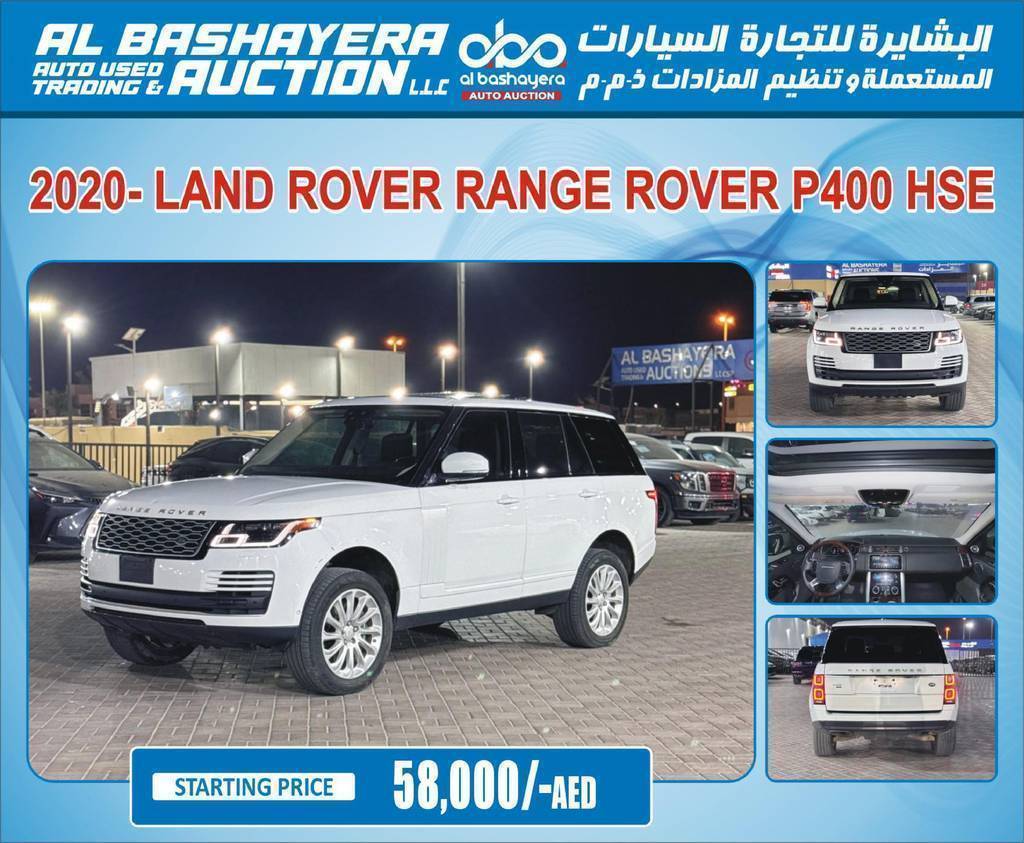 AL BASHAYERA
AUTO USED
TRADING & AUCTION L.L.C
abo
al bashayera
AUTO AUCTION
البشايرة للتجارة السيارات
المستعملة و تنظيم المزادات ذ.م.م
2020- LAND ROVER RANGE ROVER P400 HSE
AL BASHAYERA
AUTO USED
TRADING & AUCTIONS L.L.C
RANGE ROVER
RANGE ROVER
RANGE ROVER
STARTING PRICE 58,000/-AED